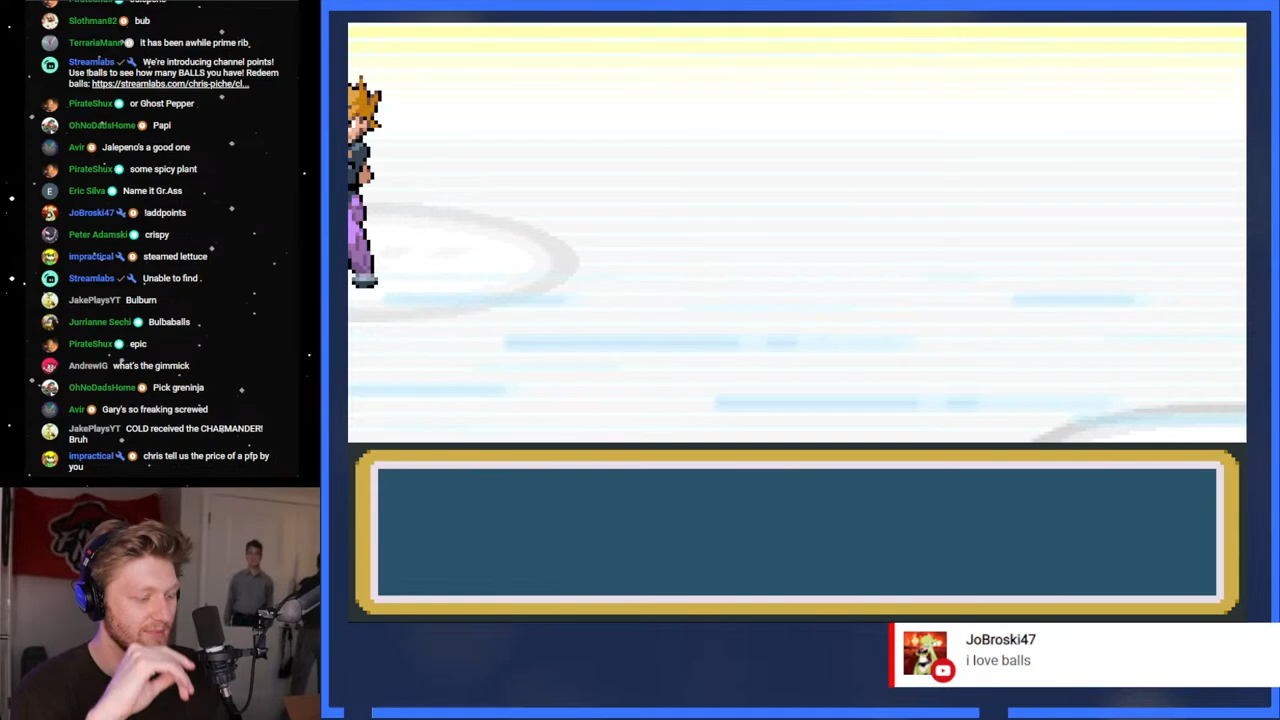 Slothman82 bub
TerrariaMann it has been awhile prime rib
Streamlabs We're introducing channel points!
Use !balls to see how many BALLS you have! Redeem
balls: https://streamlabs.com/chris-piche/cl...
PirateShux or Ghost Pepper
OhNoDadsHome Papi
Avir Jalepeno's a good one
PirateShux some spicy plant
E Eric Silva Name it Gr.Ass
JoBroski47 !addpoints
Peter Adamski crispy
impractical steamed lettuce
Streamlabs Unable to find .
JakePlaysYT Bulburn
Jurrianne Sechi Bulbaballs
PirateShux epic
AndrewIG what's the gimmick
OhNoDadsHome Pick greninja
Avir Gary's so freaking screwed
JakePlaysYT COLD received the CHARMANDER!
Bruh
impractical chris tell us the price of a pfp by
you
JoBroski47
i love balls